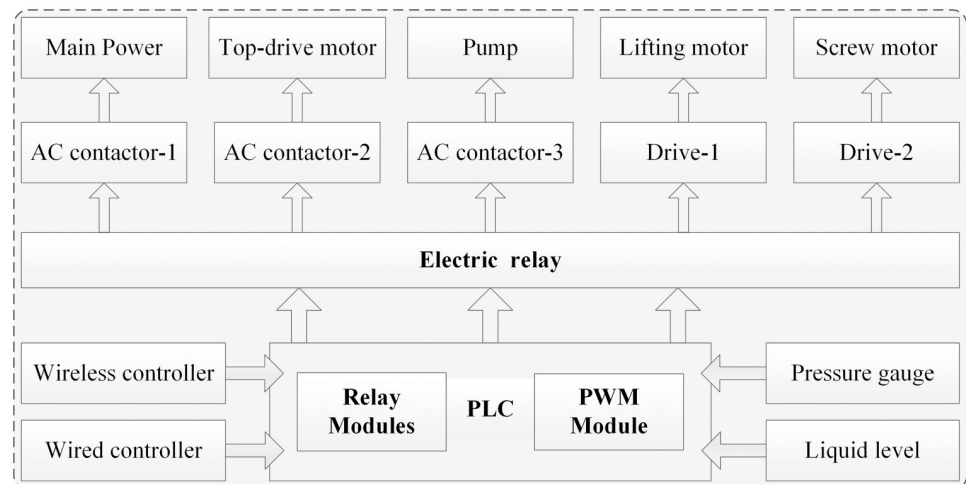 Main Power
Top-drive motor
Pump
Lifting motor
Screw motor
AC contactor-1
AC contactor-2
AC contactor-3
Drive-1
Drive-2
Electric relay
Wireless controller
Pressure gauge
Relay
Modules
PLC
PWM
Module
Wired controller
Liquid level